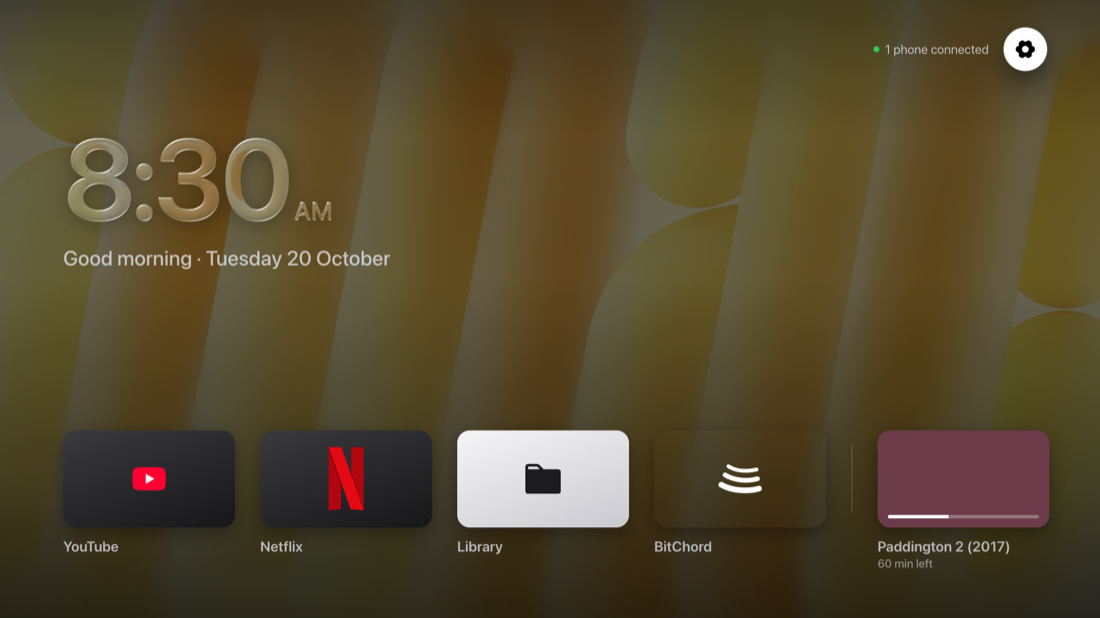 1 phone connected
8:30 AM
Good morning · Tuesday 20 October
YouTube
Netflix
Library
BitChord
Paddington 2 (2017)
60 min left